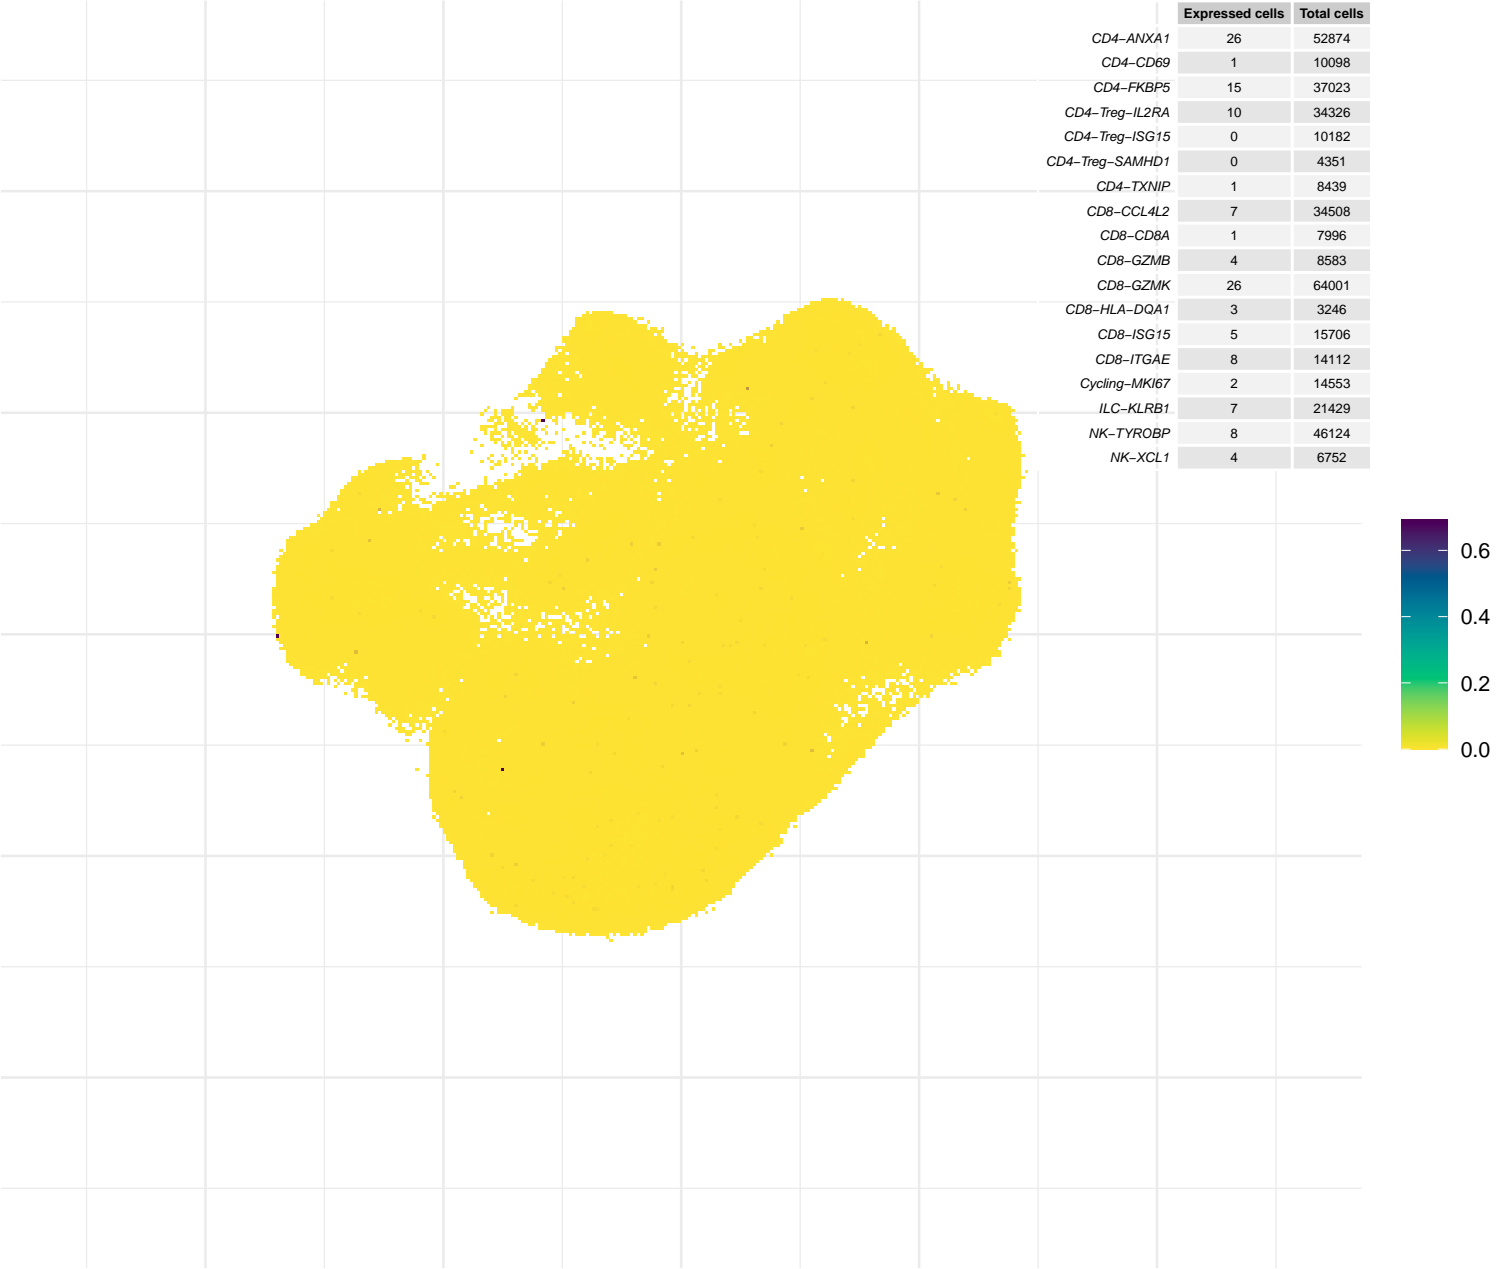 Expressed cells Total cells
CD4−ANXA1 26 52874
CD4−CD69 1 10098
CD4−FKBP5 15 37023
CD4−Treg−IL2RA 10 34326
CD4−Treg−ISG15 0 10182
CD4−Treg−SAMHD1 0 4351
CD4−TXNIP 1 8439
CD8−CCL4L2 7 34508
CD8−CD8A 1 7996
CD8−GZMB 4 8583
CD8−GZMK 26 64001
CD8−HLA−DQA1 3 3246
CD8−ISG15 5 15706
CD8−ITGAE 8 14112
Cycling−MKI67 2 14553
ILC−KLRB1 7 21429
NK−TYROBP 8 46124
NK−XCL1 4 6752
0.6
0.4
0.2
0.0